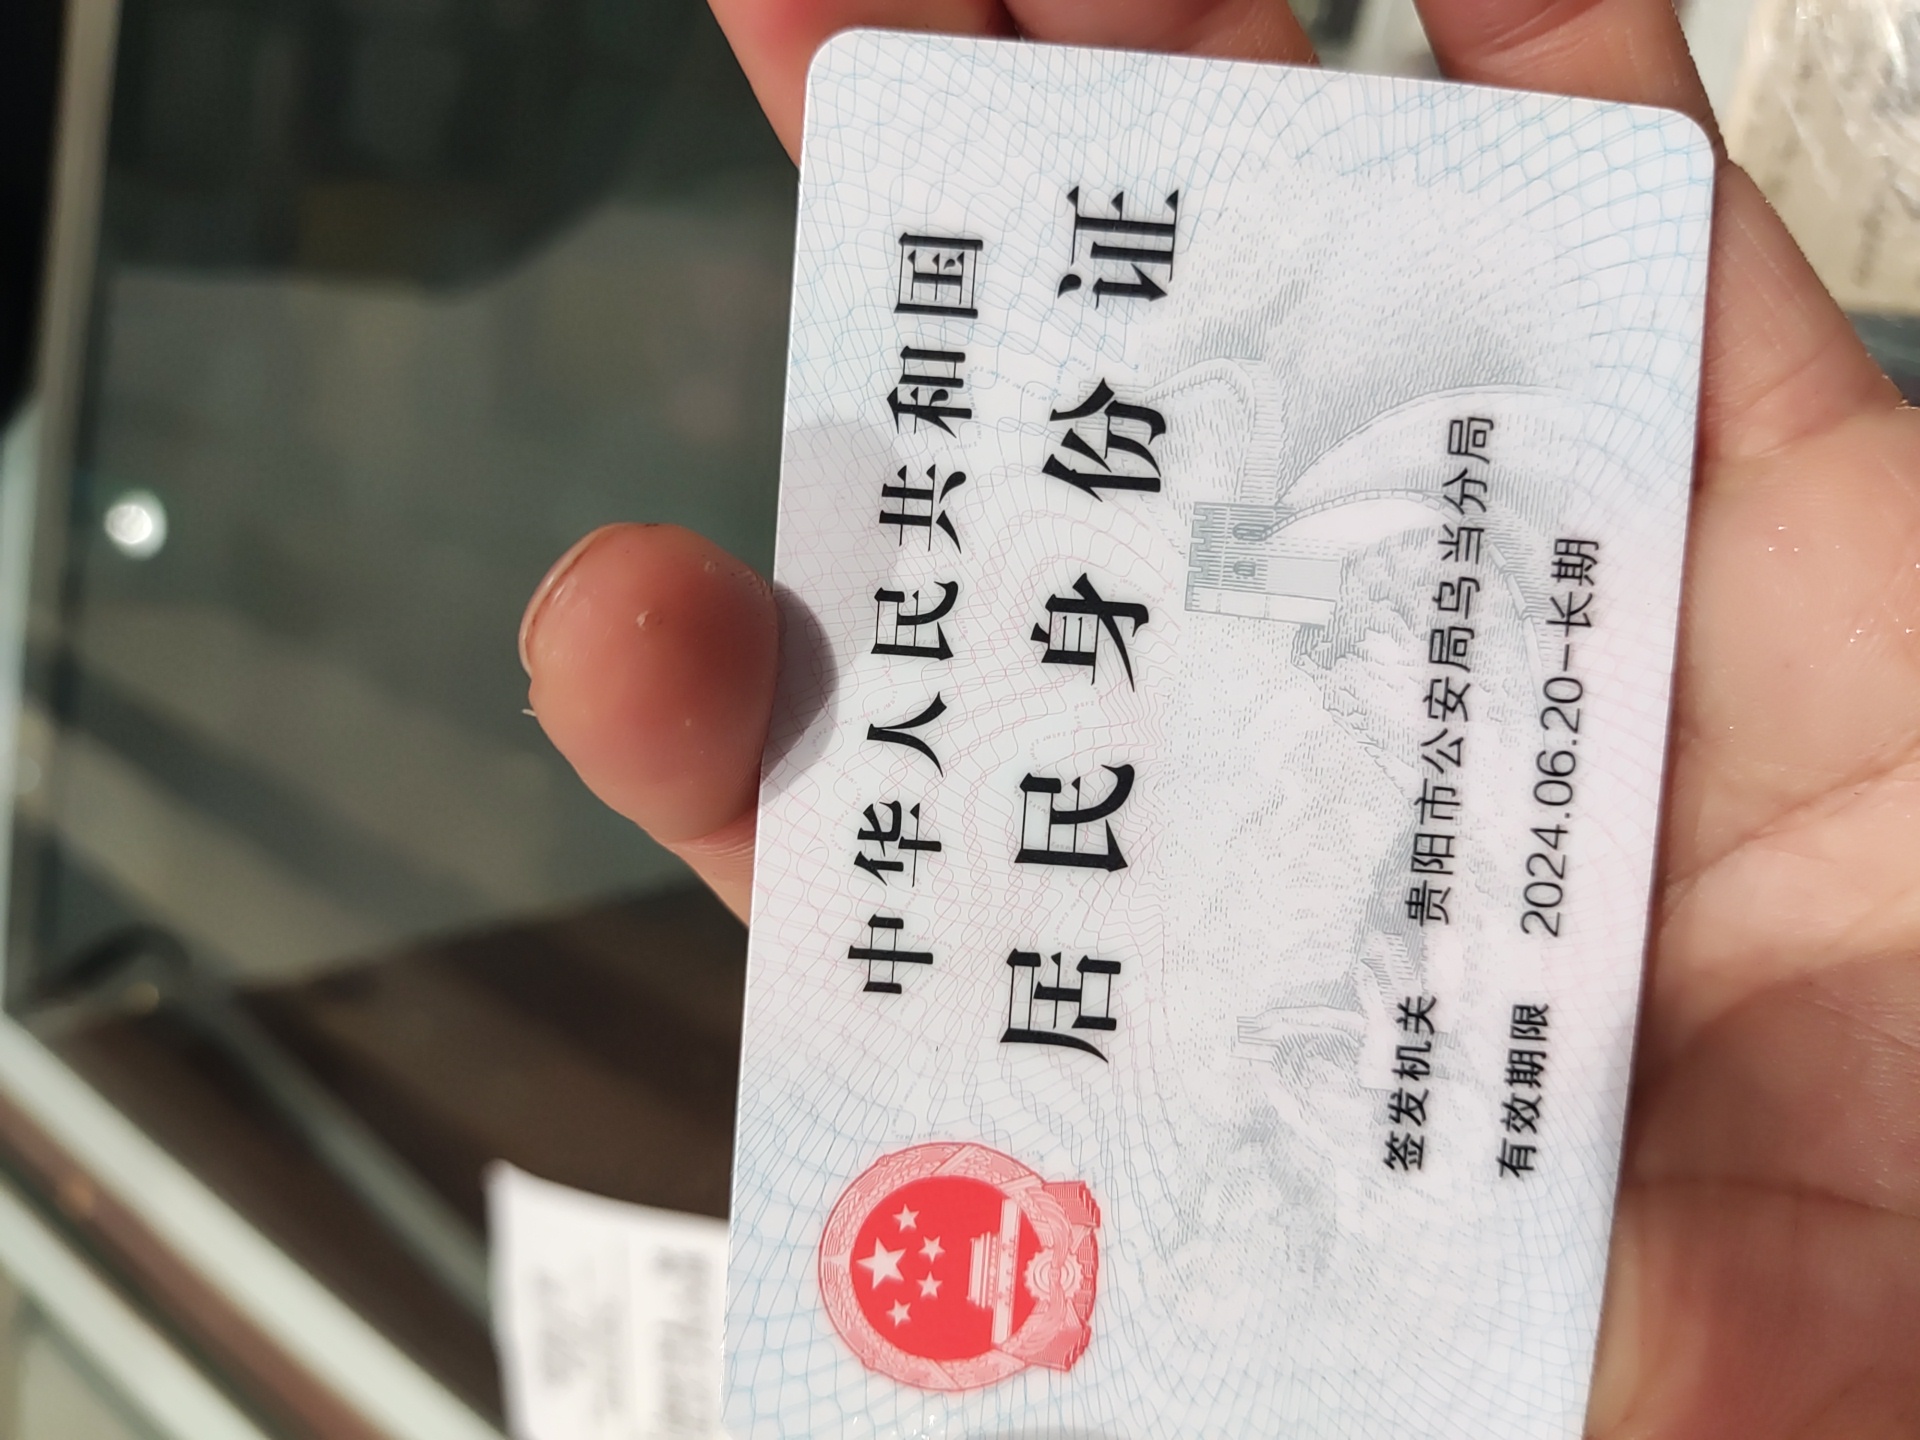 中华人民共和国
居民身份证
签发机关 贵阳市公安局乌当分局
有效期限 2024.06.20-长期